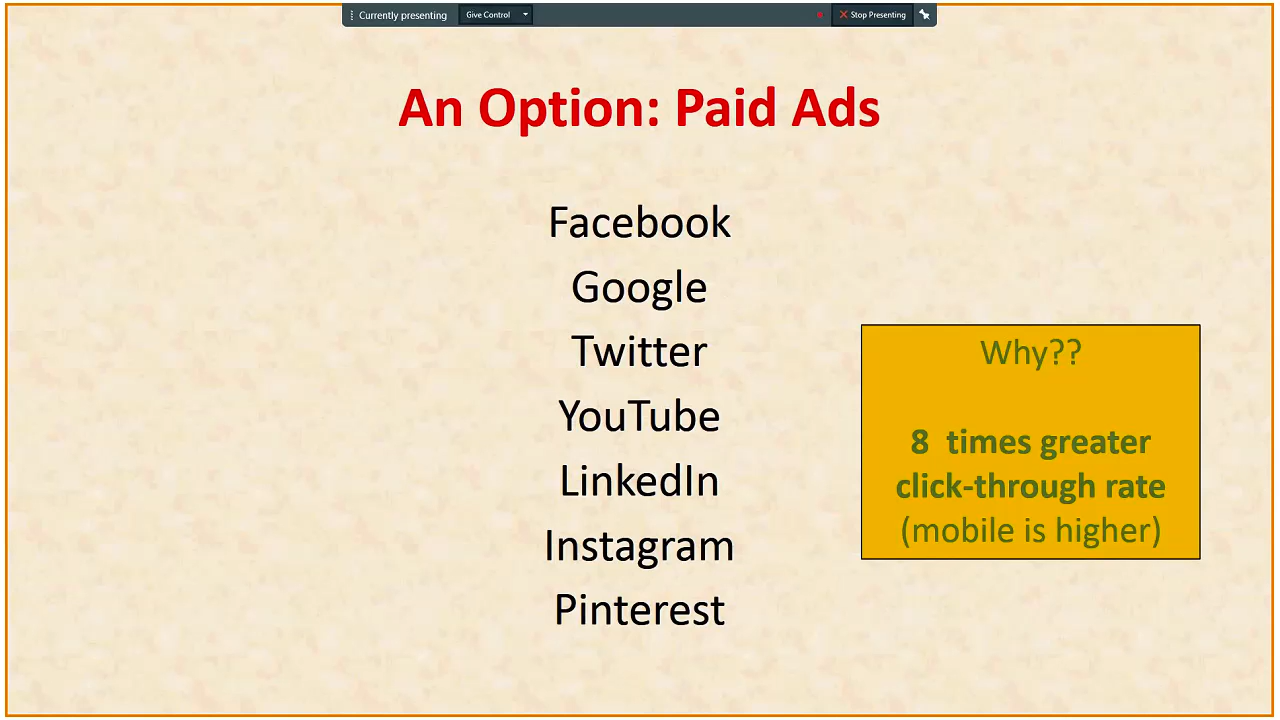 Currently presenting Give Control Stop Presenting
An Option: Paid Ads
Facebook
Google
Twitter
YouTube
LinkedIn
Instagram
Pinterest
Why??
8 times greater
click-through rate
(mobile is higher)